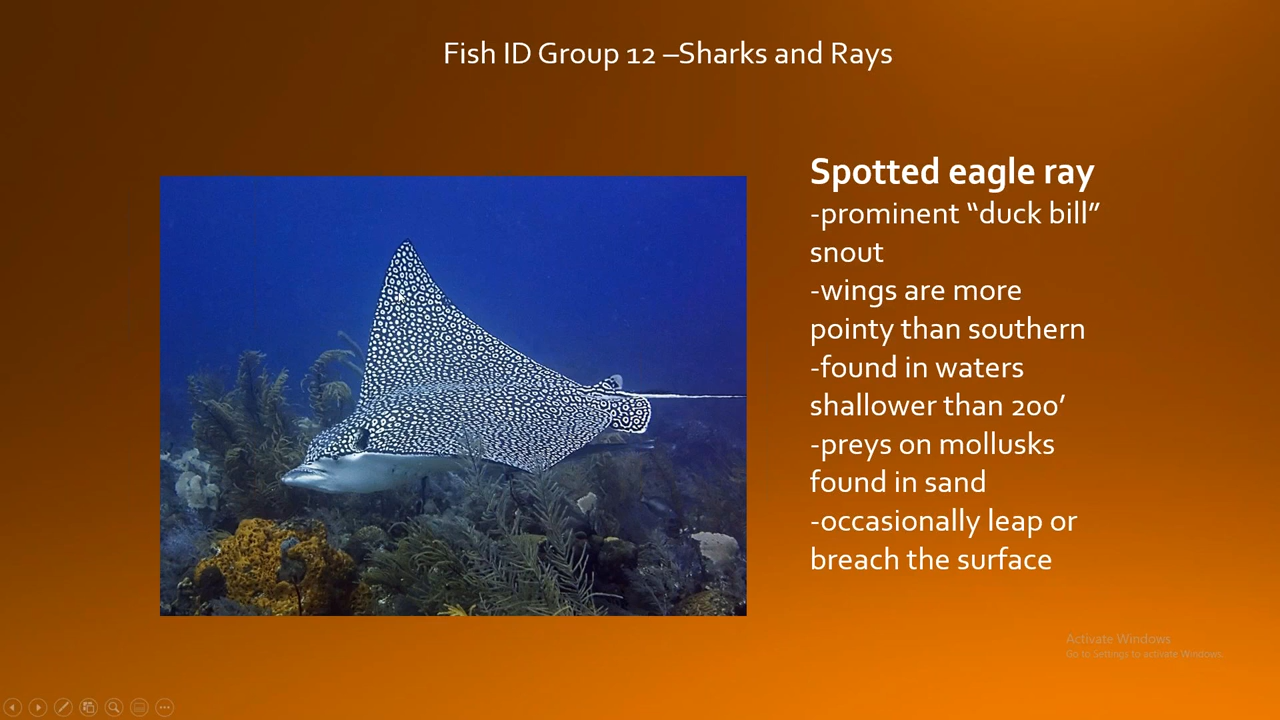 Fish ID Group 12 –Sharks and Rays
Spotted eagle ray
-prominent “duck bill”
snout
-wings are more
pointy than southern
-found in waters
shallower than 200’
-preys on mollusks
found in sand
-occasionally leap or
breach the surface
Activate Windows
Go to Settings to activate Windows.